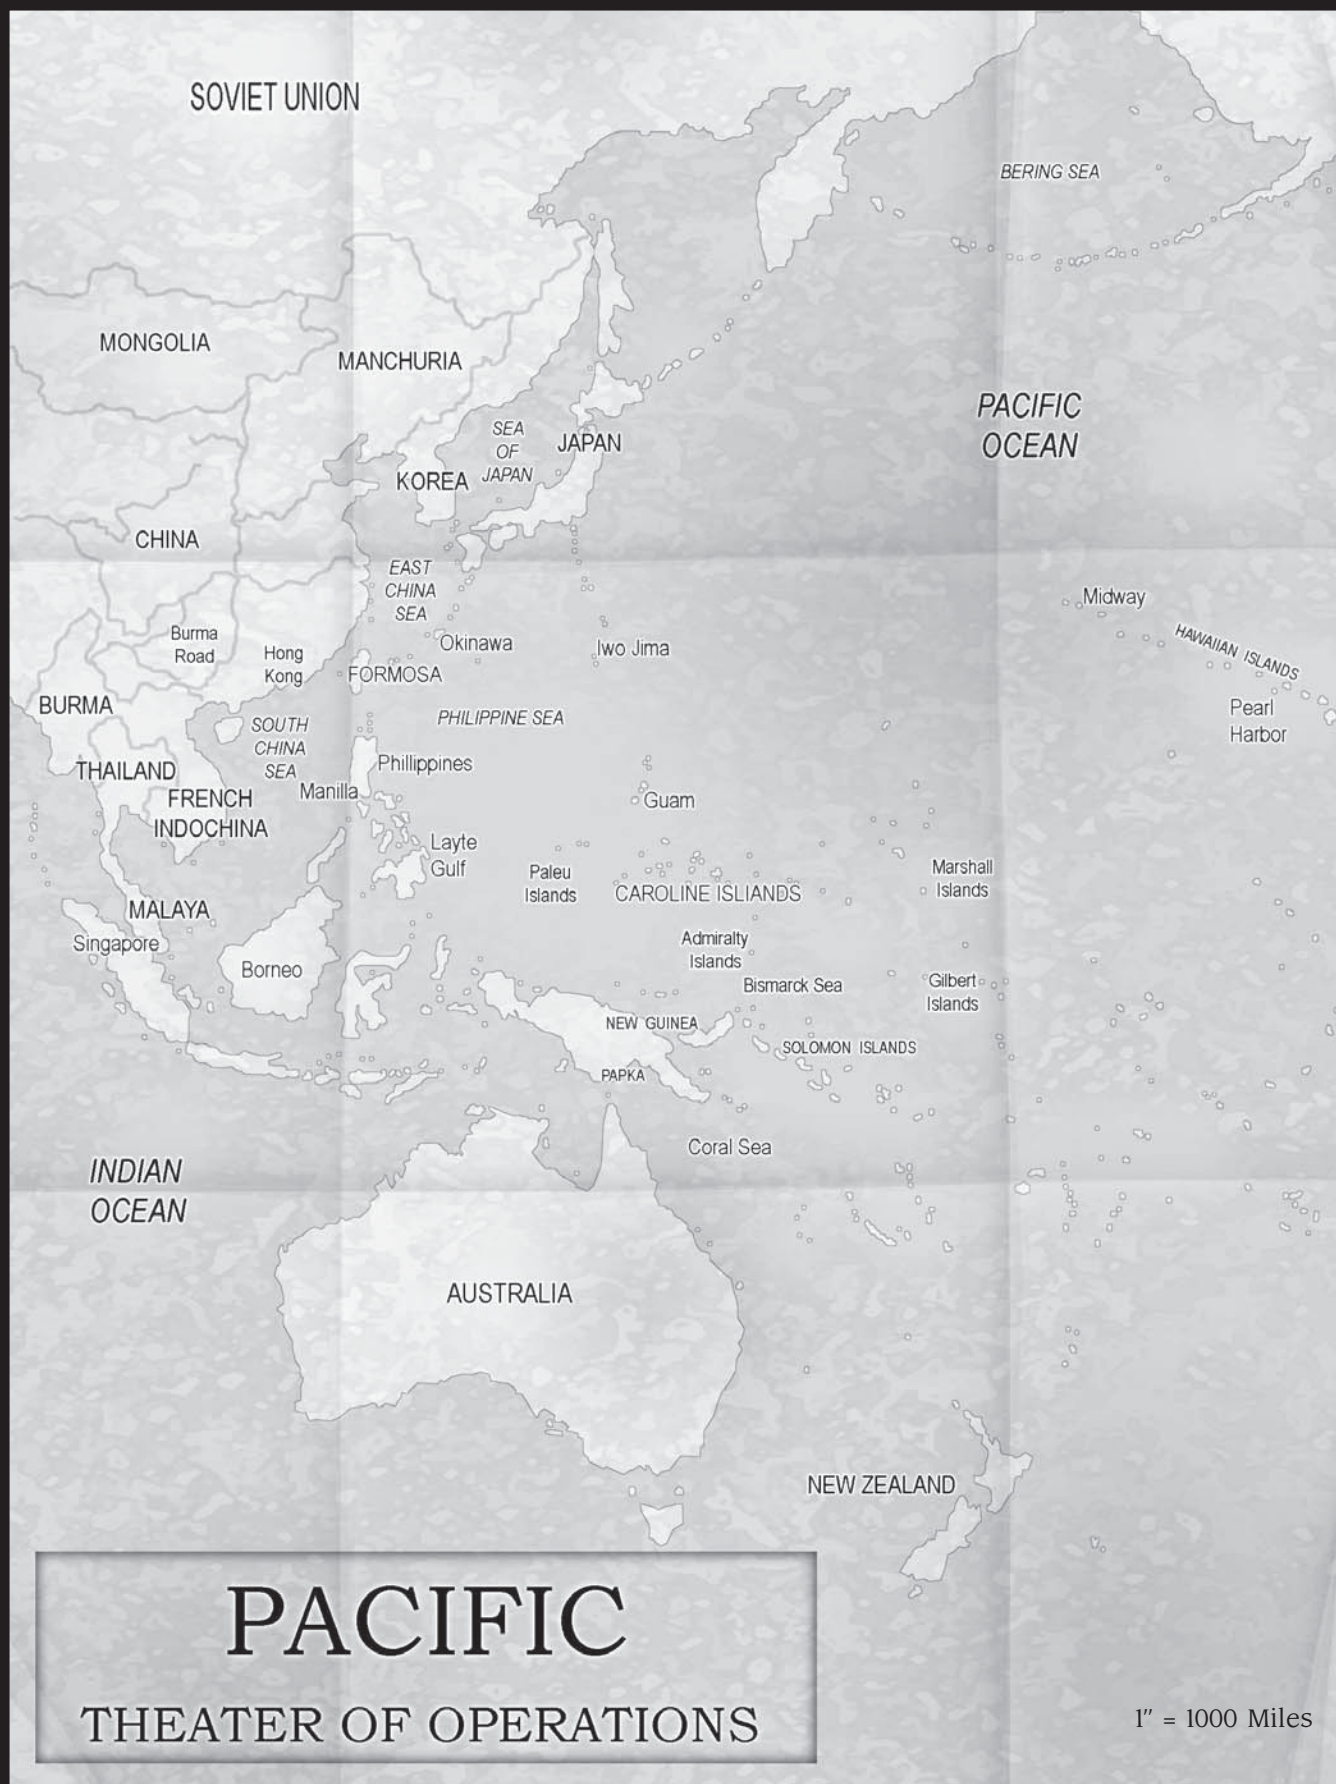 SOVIET UNION
BERING SEA
MONGOLIA
MANCHURIA
PACIFIC
OCEAN
SEA
OF
JAPAN
JAPAN
KOREA
CHINA
EAST
CHINA
SEA
Midway
Burma
Road
Hong
Kong
Okinawa
Iwo Jima
HAWAIIAN ISLANDS
FORMOSA
BURMA
Pearl
Harbor
SOUTH
CHINA
SEA
PHILIPPINE SEA
THAILAND
Phillippines
Manilla
FRENCH
INDOCHINA
Guam
Layte
Gulf
Paleu
Islands
CAROLINE ISLIANDS
Marshall
Islands
MALAYA
Singapore
Borneo
Admiralty
Islands
Bismarck Sea
Gilbert
Islands
NEW GUINEA
SOLOMON ISLANDS
PAPKA
Coral Sea
INDIAN
OCEAN
AUSTRALIA
NEW ZEALAND
PACIFIC
THEATER OF OPERATIONS
1" = 1000 Miles